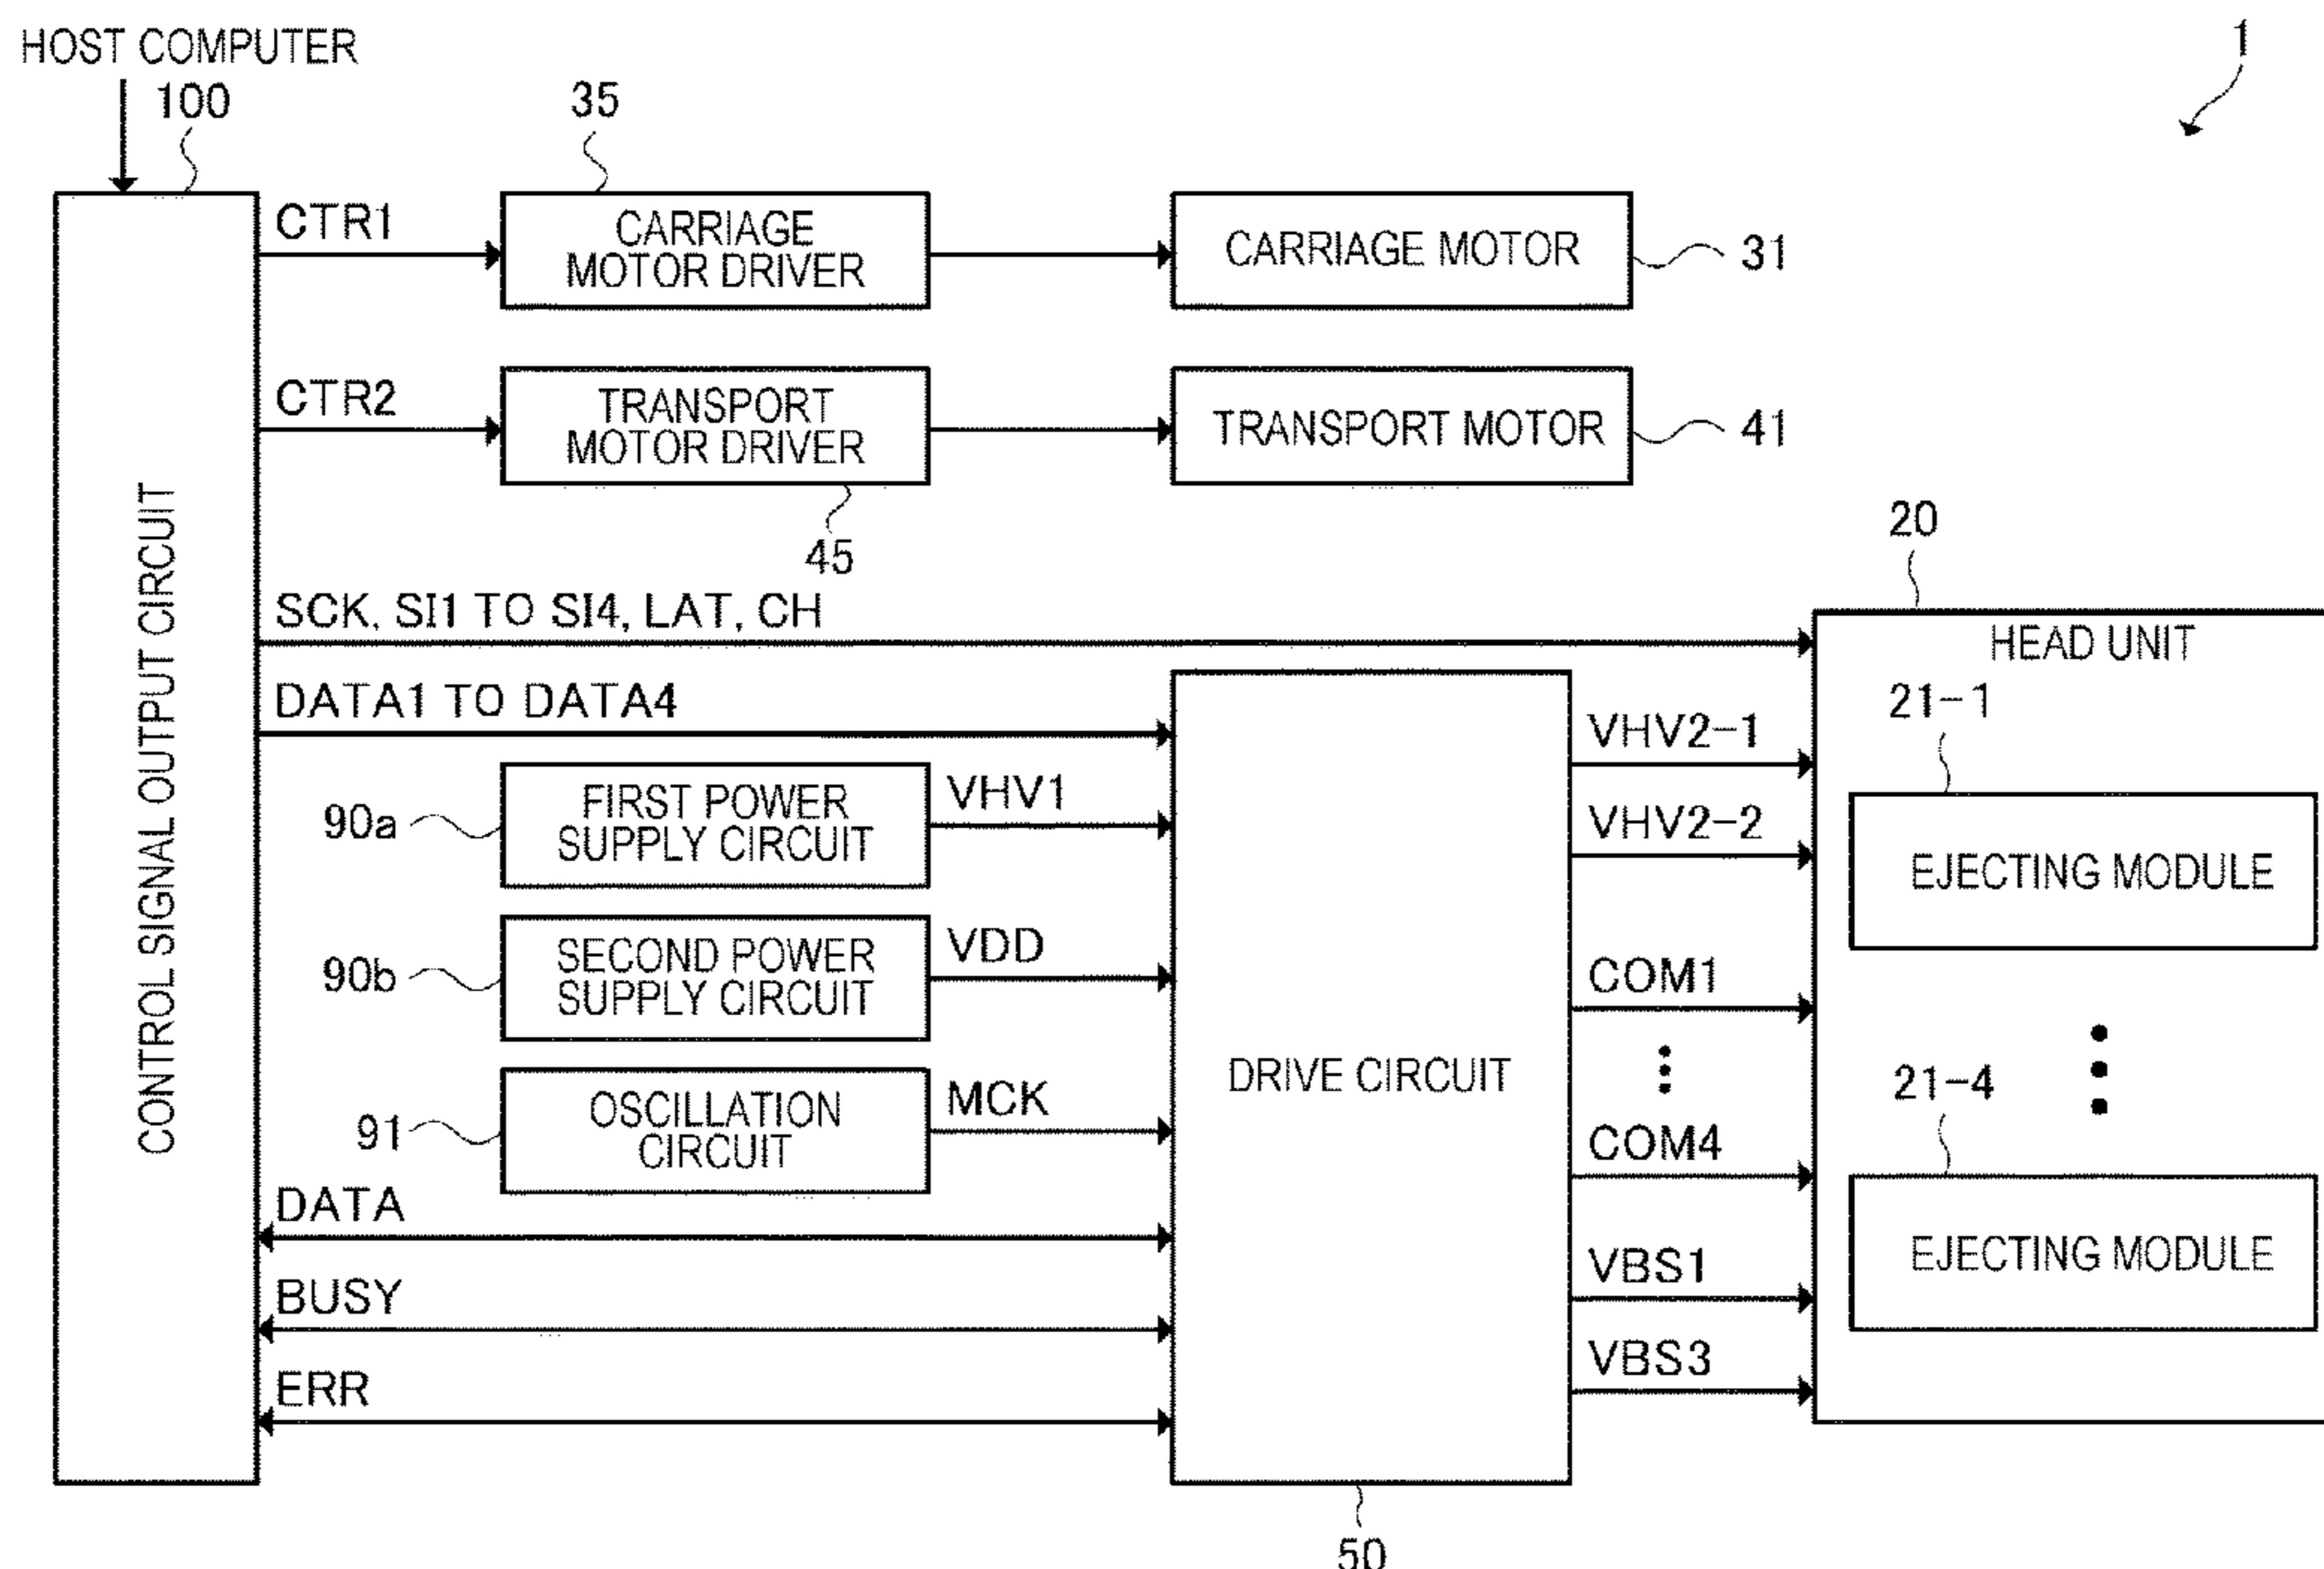 HOST COMPUTER
1
100
35
CTR1
CARRIAGE
MOTOR DRIVER
CARRIAGE MOTOR
31
CTR2
TRANSPORT
MOTOR DRIVER
TRANSPORT MOTOR
41
45
20
CONTROL SIGNAL OUTPUT CIRCUIT
SCK, SI1 TO SI4, LAT, CH
HEAD UNIT
DATA1 TO DATA4
21-1
VHV2-1
90a
FIRST POWER
SUPPLY CIRCUIT
VHV1
VHV2-2
EJECTING MODULE
90b
SECOND POWER
SUPPLY CIRCUIT
VDD
COM1
DRIVE CIRCUIT
21-4
91
OSCILLATION
CIRCUIT
MCK
COM4
DATA
EJECTING MODULE
VBS1
BUSY
VBS3
ERR
50